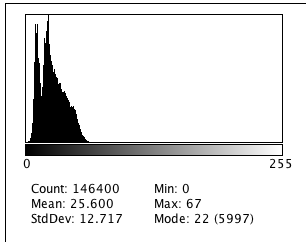 0 255
Count: 146400 Min: 0
Mean: 25.600 Max: 67
StdDev: 12.717 Mode: 22 (5997)